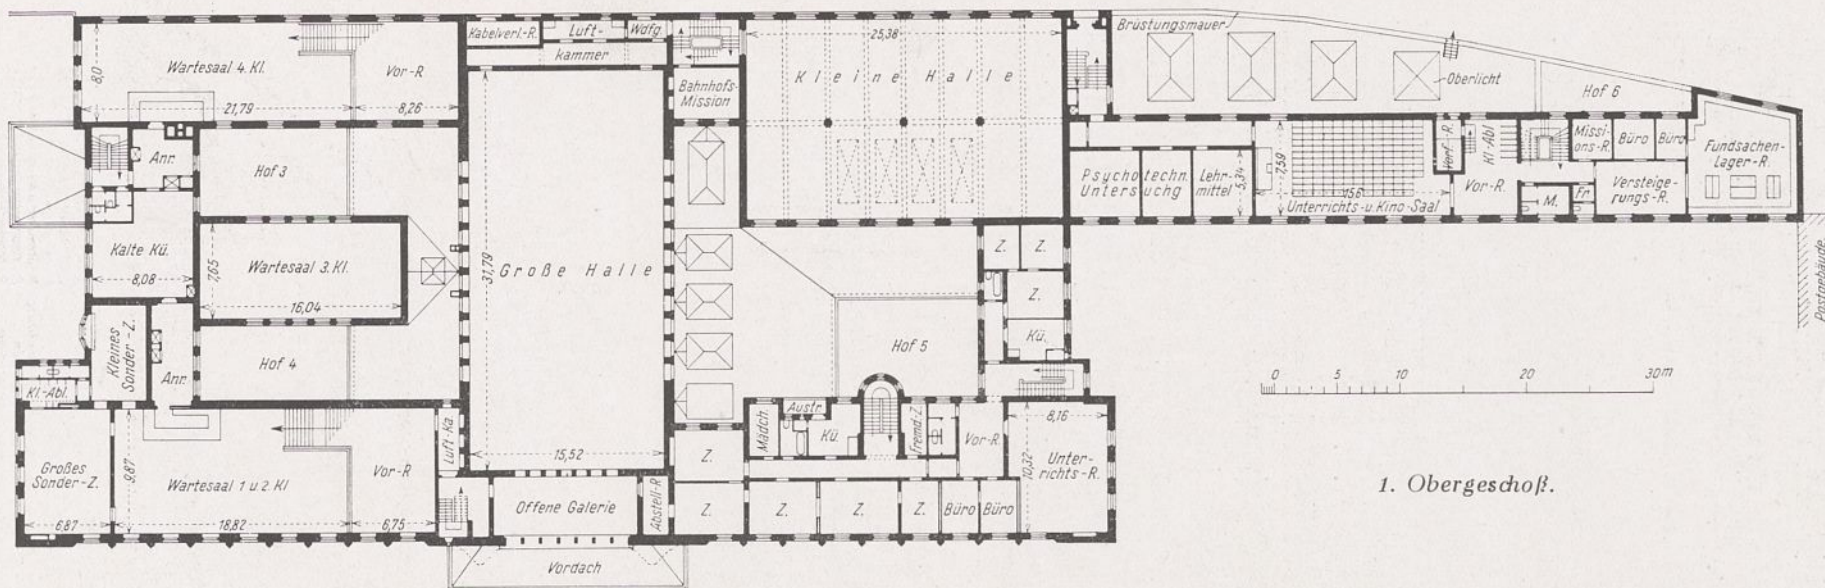 Kabelverl.-R.
Luft-
kammer
Wdfg.
25,38
Brüstungsmauer
Oberlicht
Hof 6
8,0
Wartesaal 4. Kl.
Vor-R
21,79
8,26
Bahnhofs-
Mission
Kleine Halle
Anr.
Hof 3
Psychotechn.
Untersuchg
Lehr-
mittel
5,34
7,59
15,6
Unterrichts-u. Kino-Saal
Vorf.-R.
Kl.-Abl.
Vor-R.
Missi-
ons-R.
Büro
Büro
M.
Fr.
Versteige-
rungs-R.
Fundsachen-
Lager-R.
Postgebäude
Kalte Kü.
8,08
7,65
Wartesaal 3. Kl.
16,04
31,79
Große Halle
Z.
Z.
Z.
Kü.
Kleines
Sonder-Z.
Anr.
Hof 4
Hof 5
0
5
10
20
30m
Kl.-Abl.
Großes
Sonder-Z.
6,87
9,87
Wartesaal 1 u. 2. Kl
18,82
Vor-R
6,75
Luft-Ka.
15,52
Offene Galerie
Abstell-R
Vordach
Z.
Z.
Mädch.
Austr.
Kü.
Fremd.-Z.
Vor-R.
8,16
10,32
Unter-
richts-R.
Z.
Z.
Z.
Büro
Büro
1. Obergeschoß.